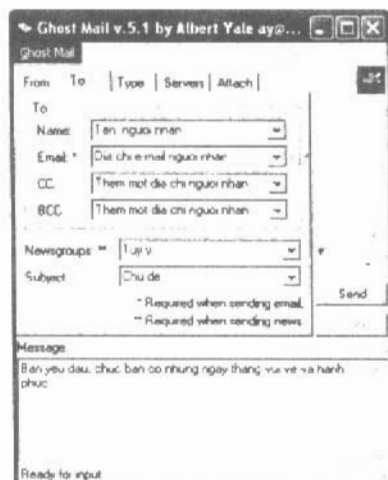 Ghost Mail v.5.1 by Albert Yale ay@...
Ghost Mail
From To Type Servers Attach
To
Name: Ten nguoi nhan
Email: * Dia chi e-mail nguoi nhan
CC Them mot dia chi nguoi nhan
BCC Them mot dia chi nguoi nhan
Newsgroups: ** Tuy y
Subject Chu de
* Required when sending email.
** Required when sending news
Send
Message
Ban yeu dau, chuc ban co nhung ngay thang vui ve va hanh
phuc
Ready for input